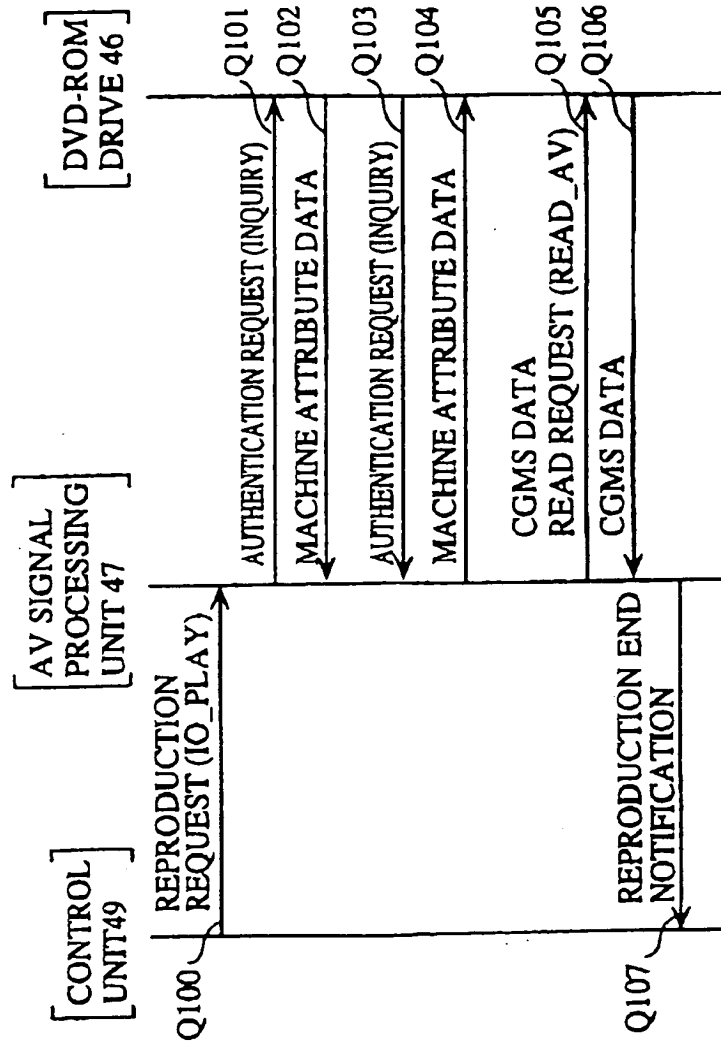 CONTROL
UNIT49
AV SIGNAL
PROCESSING
UNIT 47
DVD-ROM
DRIVE 46
Q100
REPRODUCTION
REQUEST (IO_PLAY)
AUTHENTICATION REQUEST (INQUIRY)
Q101
MACHINE ATTRIBUTE DATA
Q102
AUTHENTICATION REQUEST (INQUIRY)
Q103
MACHINE ATTRIBUTE DATA
Q104
CGMS DATA
READ REQUEST (READ_AV)
Q105
CGMS DATA
Q106
REPRODUCTION END
NOTIFICATION
Q107